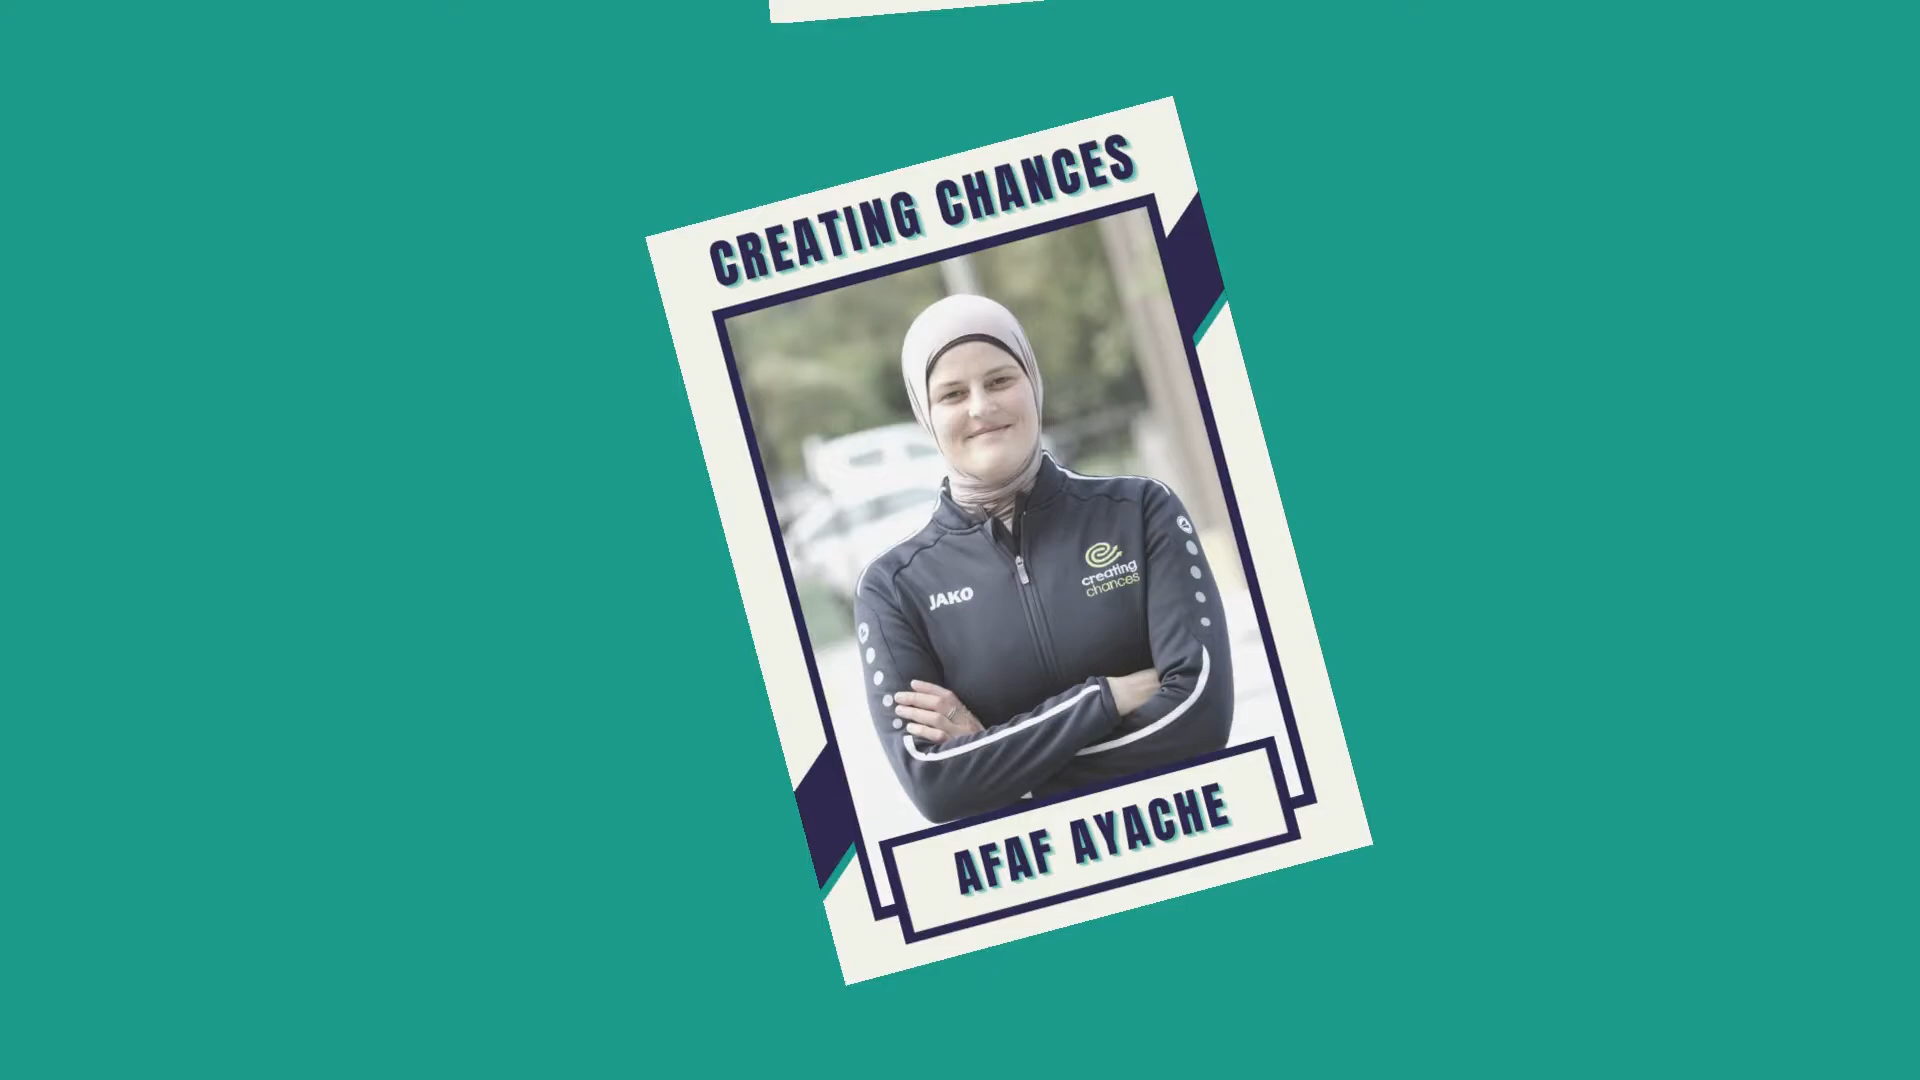 CREATING CHANCES
JAKO
creating
chances
AFAF AYACHE